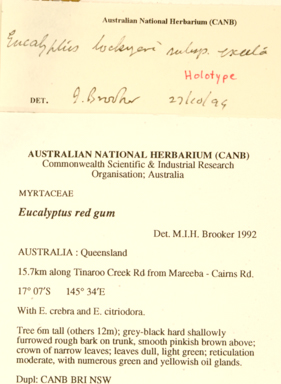 Australian National Herbarium (CANB)
Eucalyptus lockyeri subsp. exuta
Holotype
DET. I. Brooker 27/10/94
AUSTRALIAN NATIONAL HERBARIUM (CANB)
Commonwealth Scientific & Industrial Research
Organisation; Australia
MYRTACEAE
Eucalyptus red gum
Det. M.I.H. Brooker 1992
AUSTRALIA : Queensland
15.7km along Tinaroo Creek Rd from Mareeba - Cairns Rd.
17° 07'S 145° 34'E
With E. crebra and E. citriodora.
Tree 6m tall (others 12m); grey-black hard shallowly
furrowed rough bark on trunk, smooth pinkish brown above;
crown of narrow leaves; leaves dull, light green; reticulation
moderate, with numerous green and yellowish oil glands.
Dupl: CANB BRI NSW